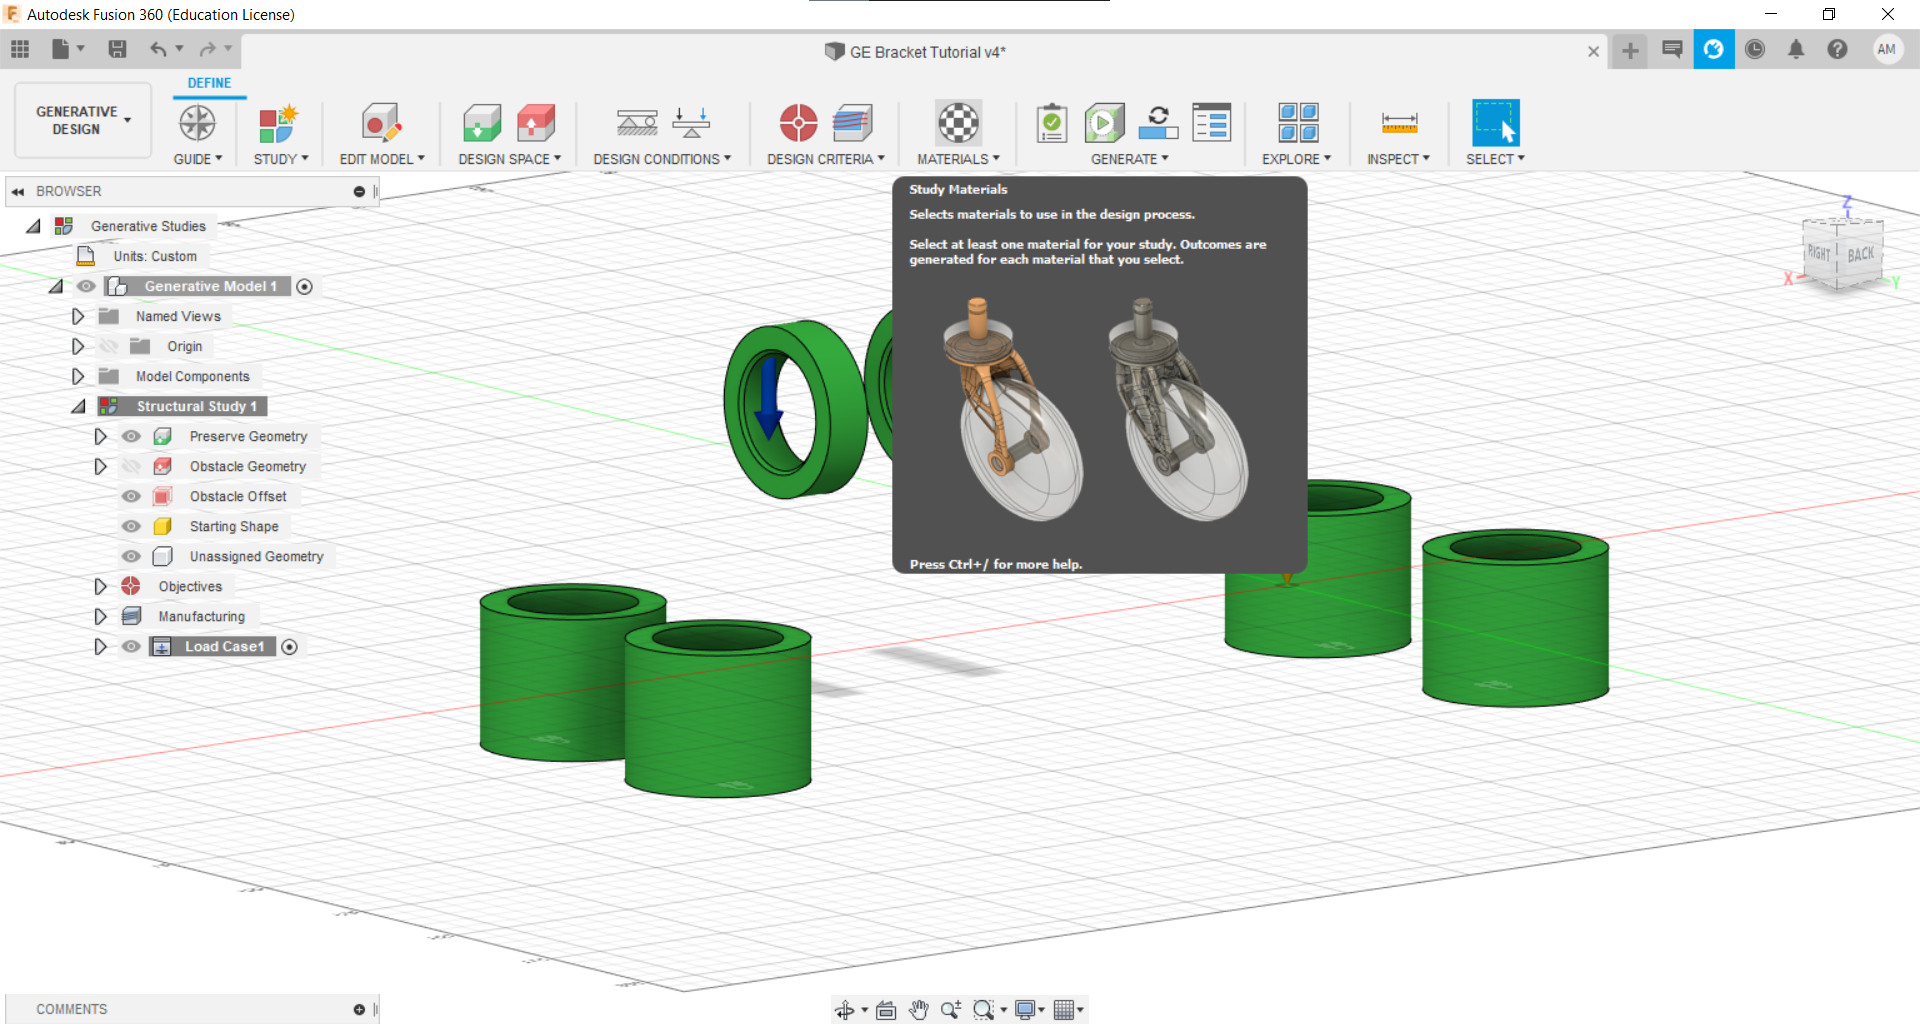 Autodesk Fusion 360 (Education License)
GE Bracket Tutorial v4*
AM
DEFINE
GENERATIVE
DESIGN
GUIDE
STUDY
EDIT MODEL
DESIGN SPACE
DESIGN CONDITIONS
DESIGN CRITERIA
MATERIALS
GENERATE
EXPLORE
INSPECT
SELECT
BROWSER
Generative Studies
Units: Custom
Generative Model 1
Named Views
Origin
Model Components
Structural Study 1
Preserve Geometry
Obstacle Geometry
Obstacle Offset
Starting Shape
Unassigned Geometry
Objectives
Manufacturing
Load Case1
Study Materials
Selects materials to use in the design process.
Select at least one material for your study. Outcomes are
generated for each material that you select.
Press Ctrl+/ for more help.
Z
RIGHT
BACK
X
Y
COMMENTS